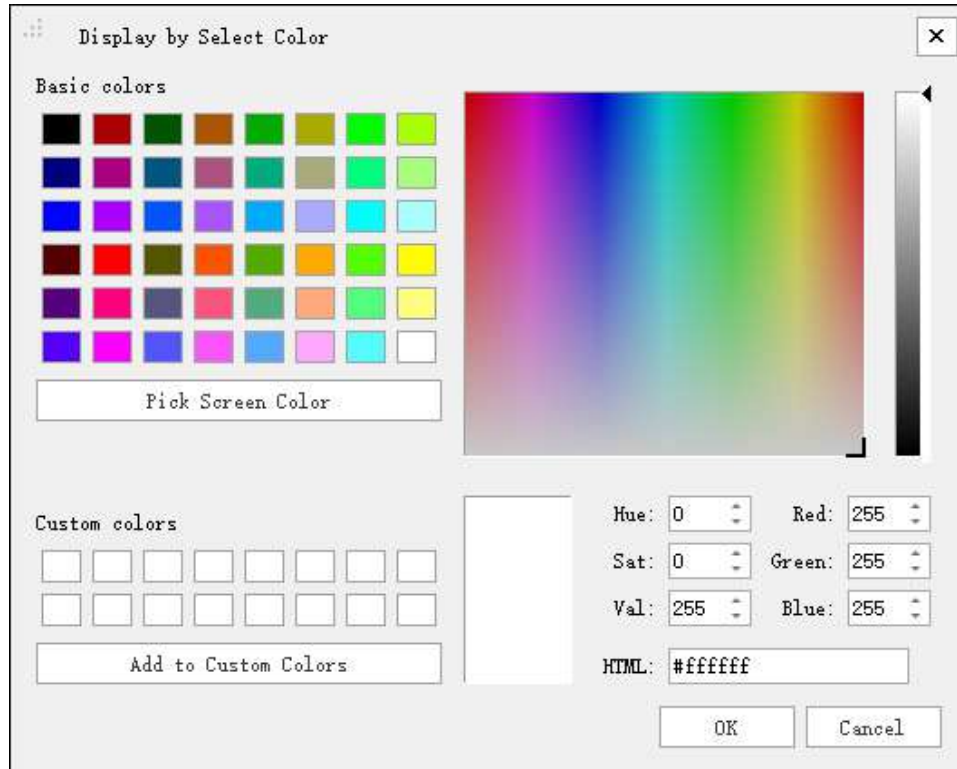 Display by Select Color
Basic colors
Pick Screen Color
Custom colors
Add to Custom Colors
Hue: 0 Red: 255
Sat: 0 Green: 255
Val: 255 Blue: 255
HTML: #ffffff
OK Cancel